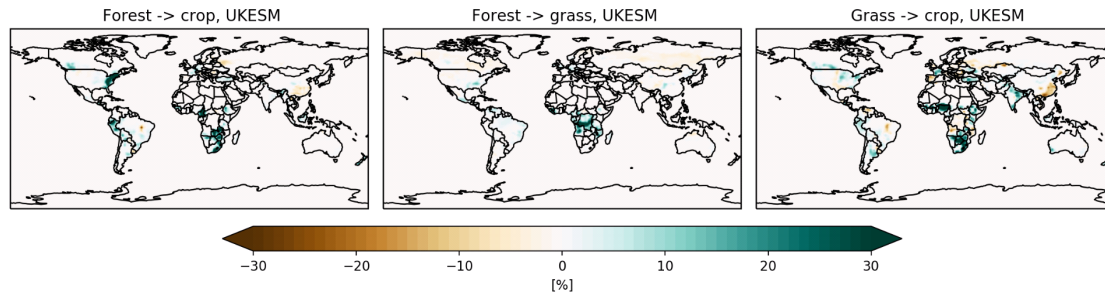 Forest -> crop, UKESM
Forest -> grass, UKESM
Grass -> crop, UKESM
−30
−20
−10
0
10
20
30
[%]